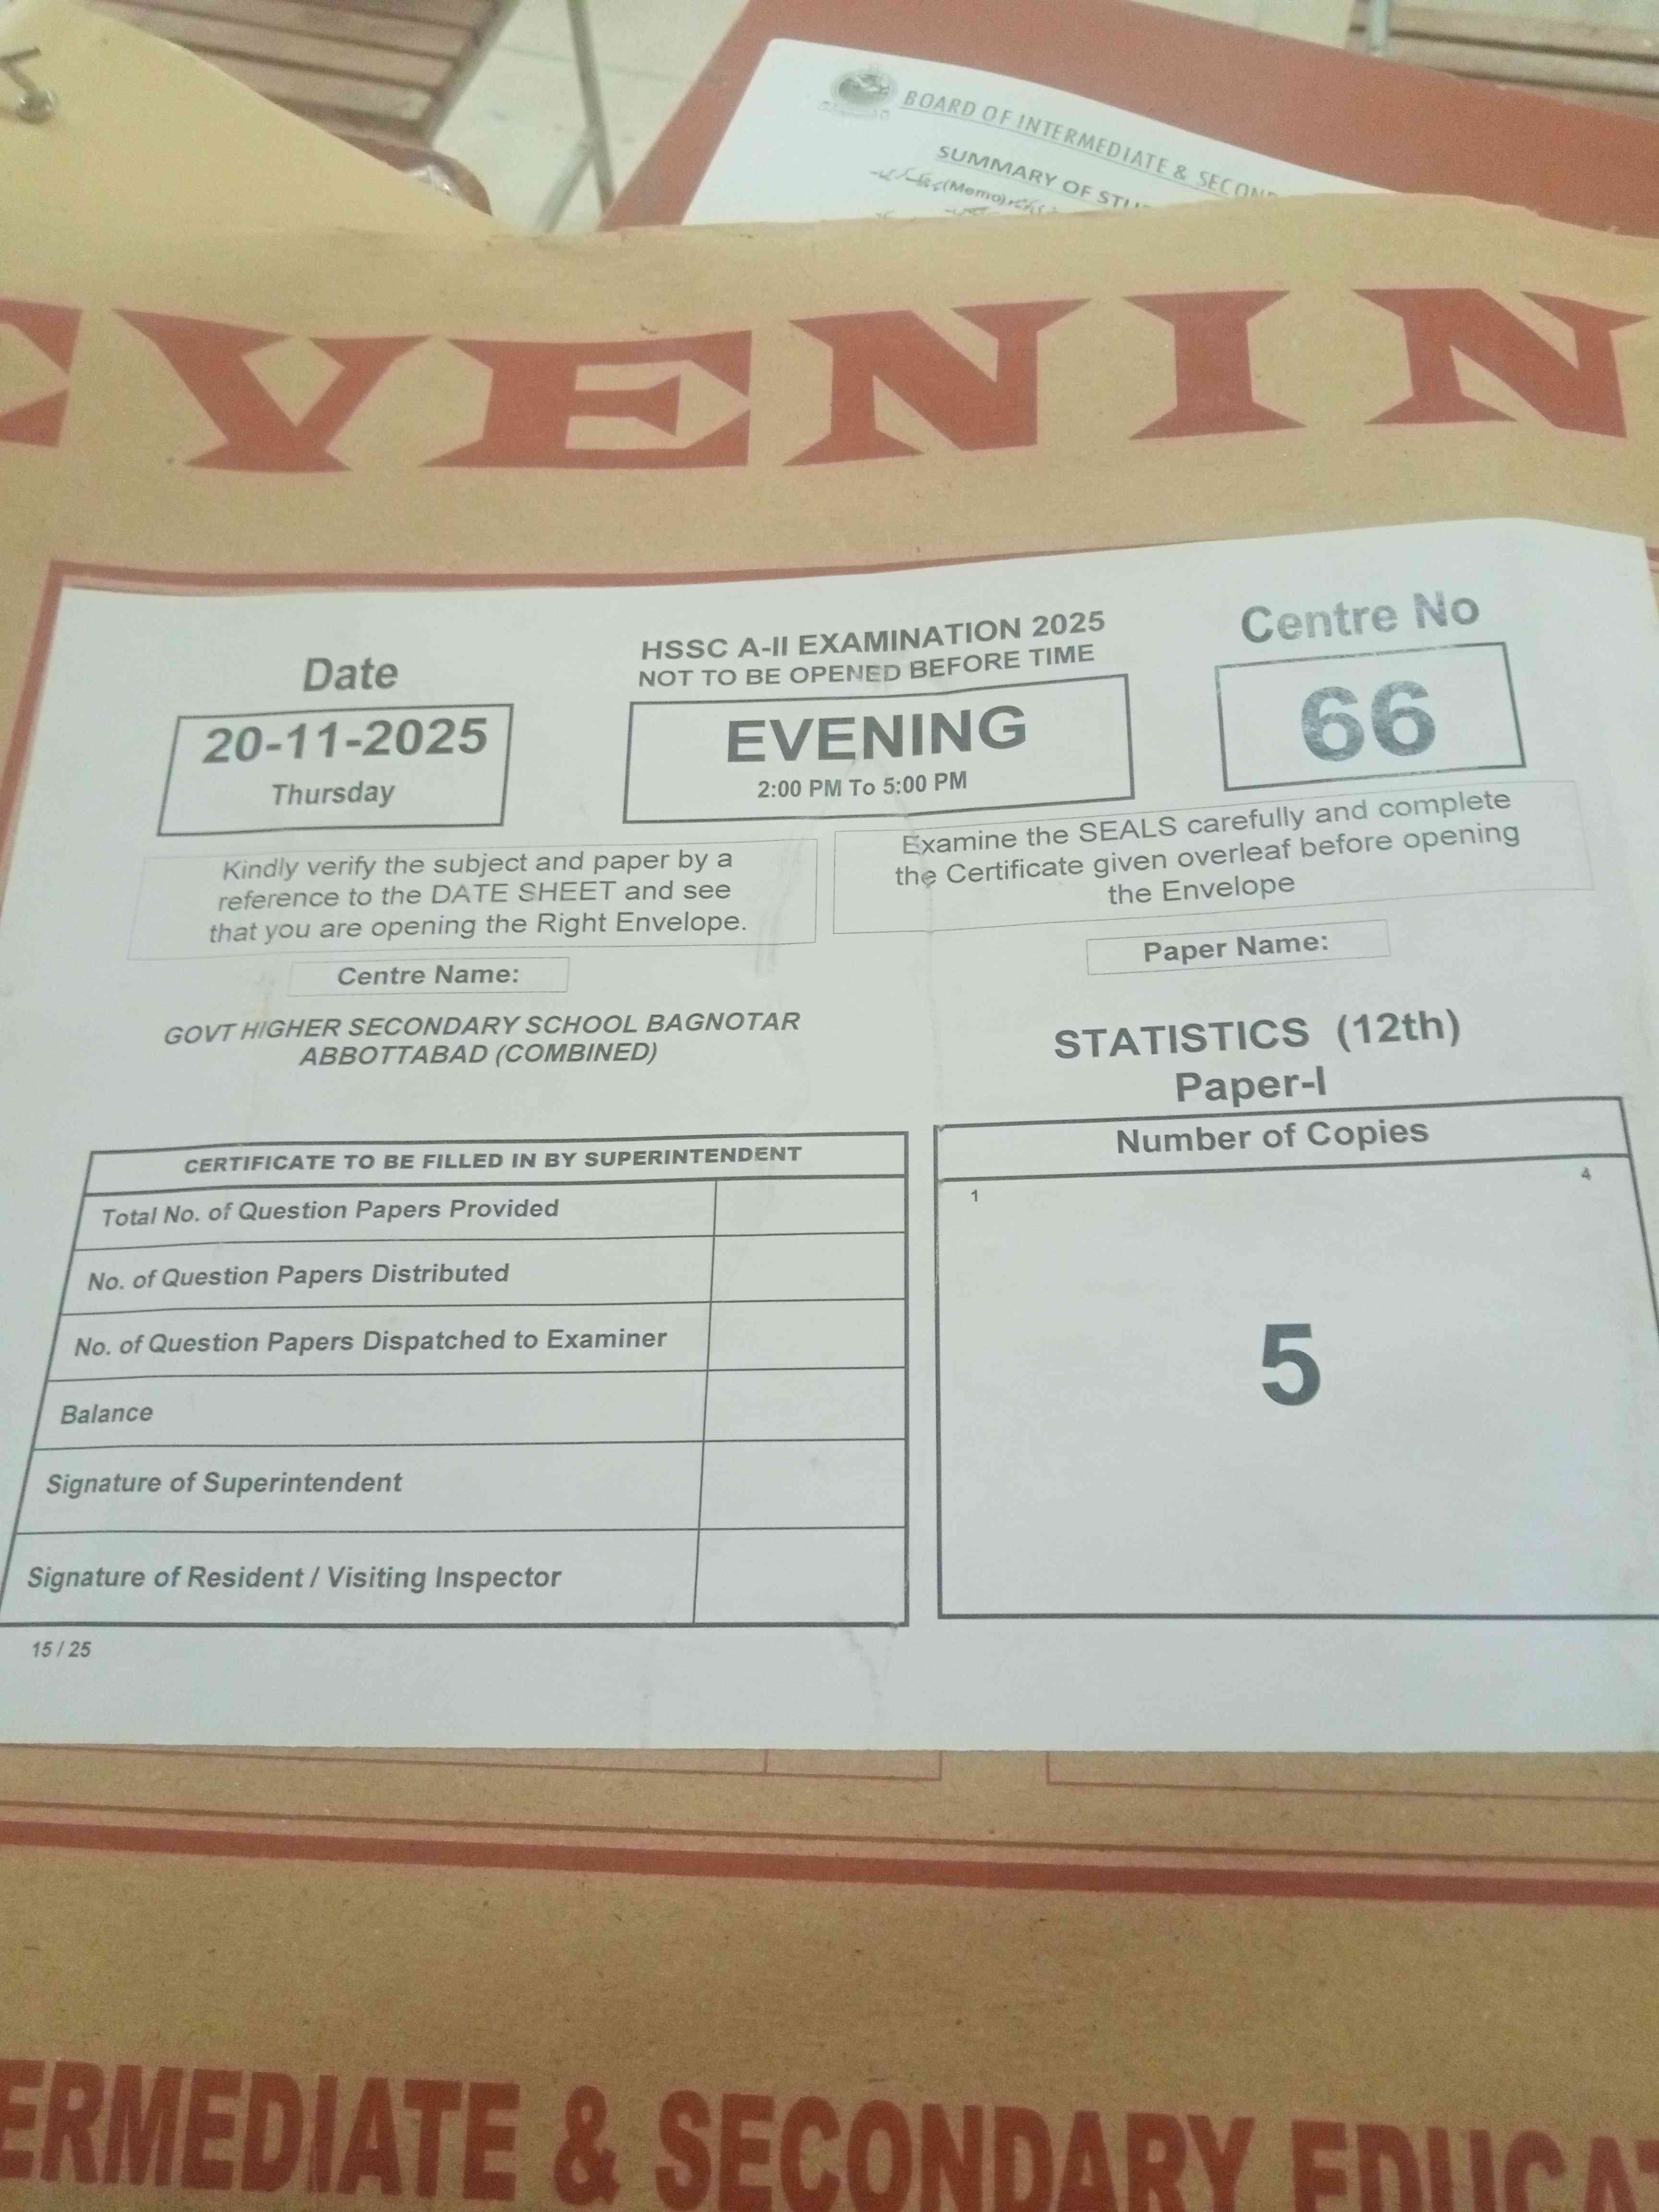 BOARD OF INTERMEDIATE & SECON
SUMMARY OF STU
(Memo)
EVENIN
Date
20-11-2025
Thursday
HSSC A-II EXAMINATION 2025
NOT TO BE OPENED BEFORE TIME
EVENING
2:00 PM To 5:00 PM
Centre No
66
Kindly verify the subject and paper by a
reference to the DATE SHEET and see
that you are opening the Right Envelope.
Examine the SEALS carefully and complete
the Certificate given overleaf before opening
the Envelope
Centre Name:
GOVT HIGHER SECONDARY SCHOOL BAGNOTAR
ABBOTTABAD (COMBINED)
Paper Name:
STATISTICS (12th)
Paper-I
CERTIFICATE TO BE FILLED IN BY SUPERINTENDENT
Total No. of Question Papers Provided
No. of Question Papers Distributed
No. of Question Papers Dispatched to Examiner
Balance
Signature of Superintendent
Signature of Resident / Visiting Inspector
Number of Copies
1 4
5
15 / 25
ERMEDIATE & SECONDARY EDUCAT